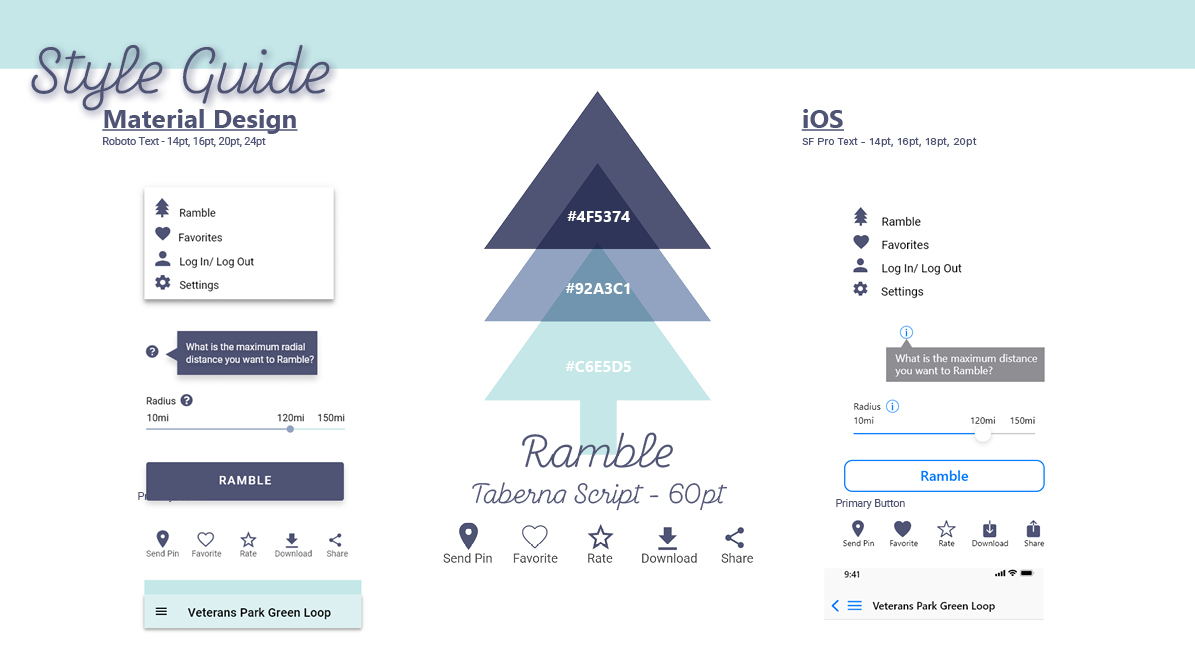 Style Guide
Material Design
Roboto Text - 14pt, 16pt, 20pt, 24pt
Ramble
Favorites
Log In/ Log Out
Settings
What is the maximum radial
distance you want to Ramble?
Radius
10mi 120mi 150mi
RAMBLE
Send Pin Favorite Rate Download Share
Veterans Park Green Loop
#4F5374
#92A3C1
#C6E5D5
Ramble
Taberna Script - 60pt
Send Pin Favorite Rate Download Share
iOS
SF Pro Text - 14pt, 16pt, 18pt, 20pt
Ramble
Favorites
Log In/ Log Out
Settings
What is the maximum distance
you want to Ramble?
Radius
10mi 120mi 150mi
Ramble
Primary Button
Send Pin Favorite Rate Download Share
9:41
Veterans Park Green Loop